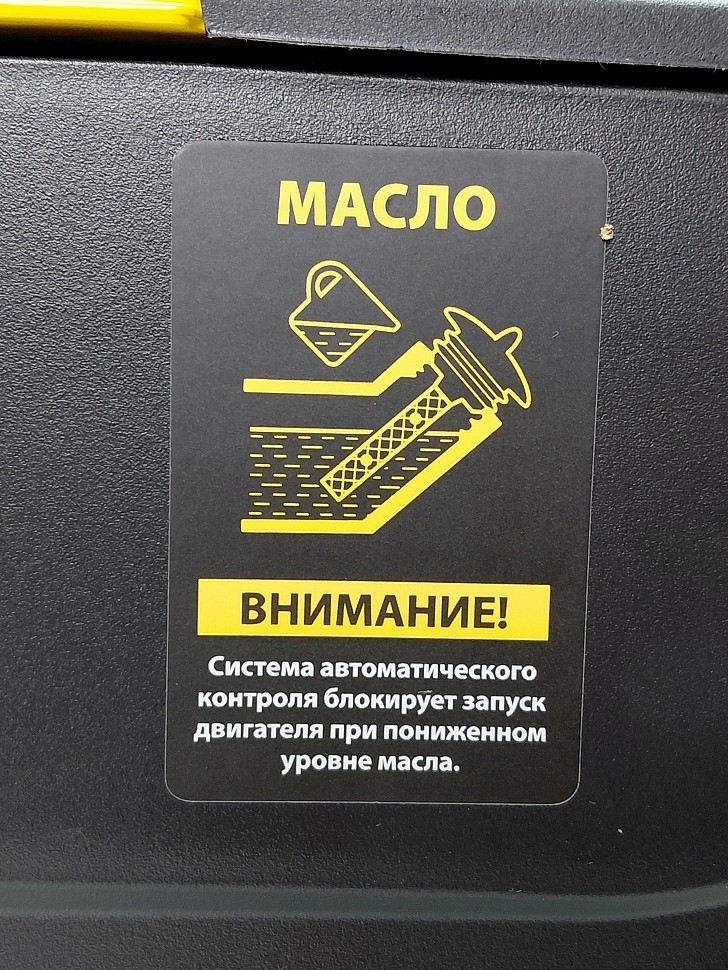 МАСЛО
ВНИМАНИЕ!
Система автоматического
контроля блокирует запуск
двигателя при пониженном
уровне масла.